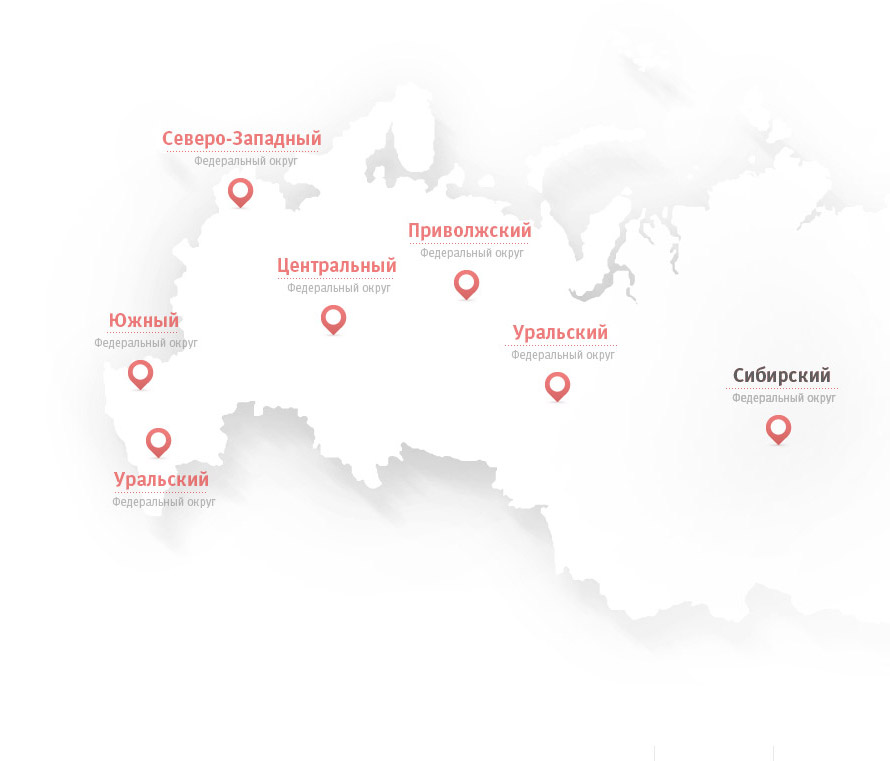 Северо-Западный
Федеральный округ
Приволжский
Федеральный округ
Центральный
Федеральный округ
Южный
Федеральный округ
Уральский
Федеральный округ
Сибирский
Федеральный округ
Уральский
Федеральный округ